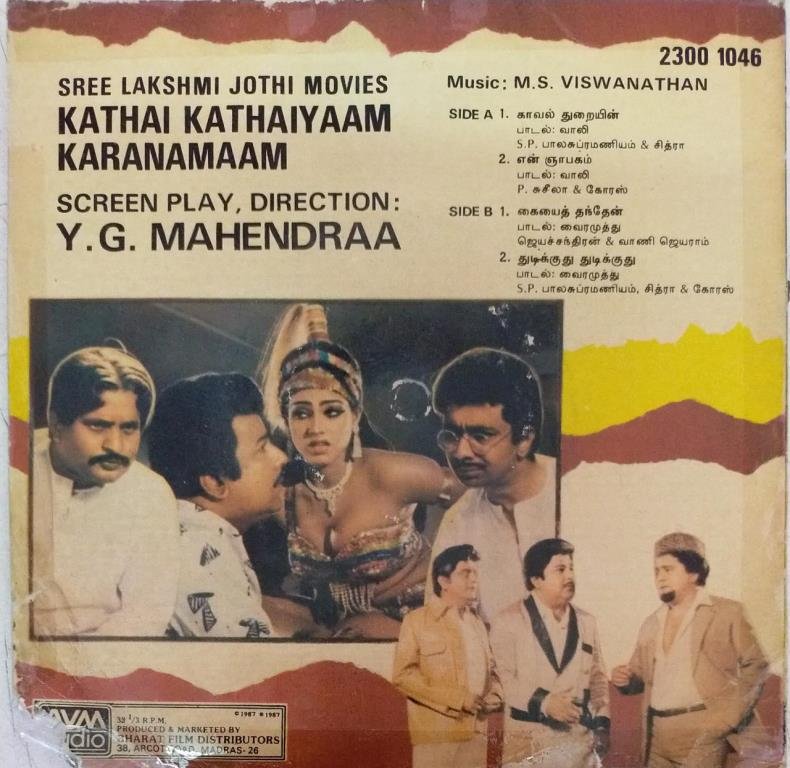 2300 1046
SREE LAKSHMI JOTHI MOVIES
KATHAI KATHAIYAAM
KARANAMAAM
SCREEN PLAY, DIRECTION:
Y.G. MAHENDRAA
Music: M.S. VISWANATHAN
SIDE A 1. காவல் துறையின்
பாடல்: வாலி
S.P. பாலசுப்ரமணியம் & சித்ரா
2. என் ஞாபகம்
பாடல்: வாலி
P. சுசீலா & கோரஸ்
SIDE B 1. கையைத் தந்தேன்
பாடல்: வைரமுத்து
ஜெயச்சந்திரன் & வாணி ஜெயராம்
2. துடிக்குது துடிக்குது
பாடல்: வைரமுத்து
S.P. பாலசுப்ரமணியம், சித்ரா & கோரஸ்
AVM
Audio
℗ 1987 © 1987
33 1/3 R.P.M.
PRODUCED & MARKETED BY
BHARAT FILM DISTRIBUTORS
38, ARCOT ROAD, MADRAS-26